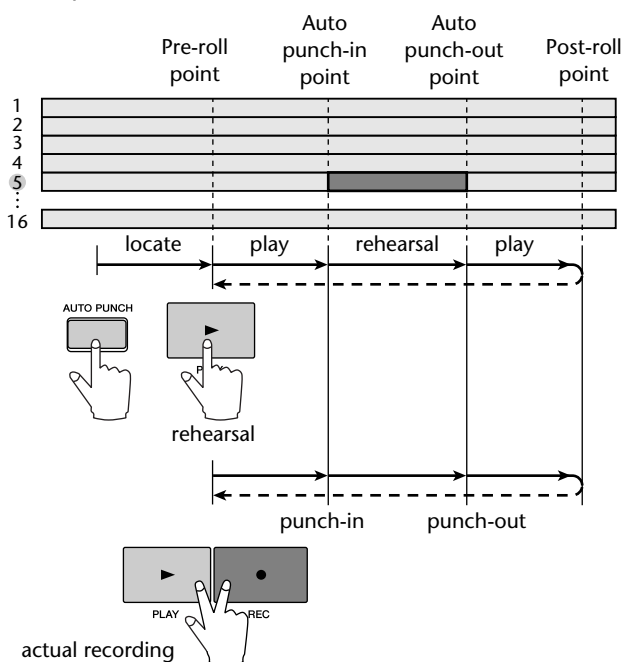 Pre-roll point
Auto punch-in point
Auto punch-out point
Post-roll point
1
2
3
4
5
⋮
16
locate play rehearsal play
AUTO PUNCH
rehearsal
punch-in punch-out
PLAY REC
actual recording